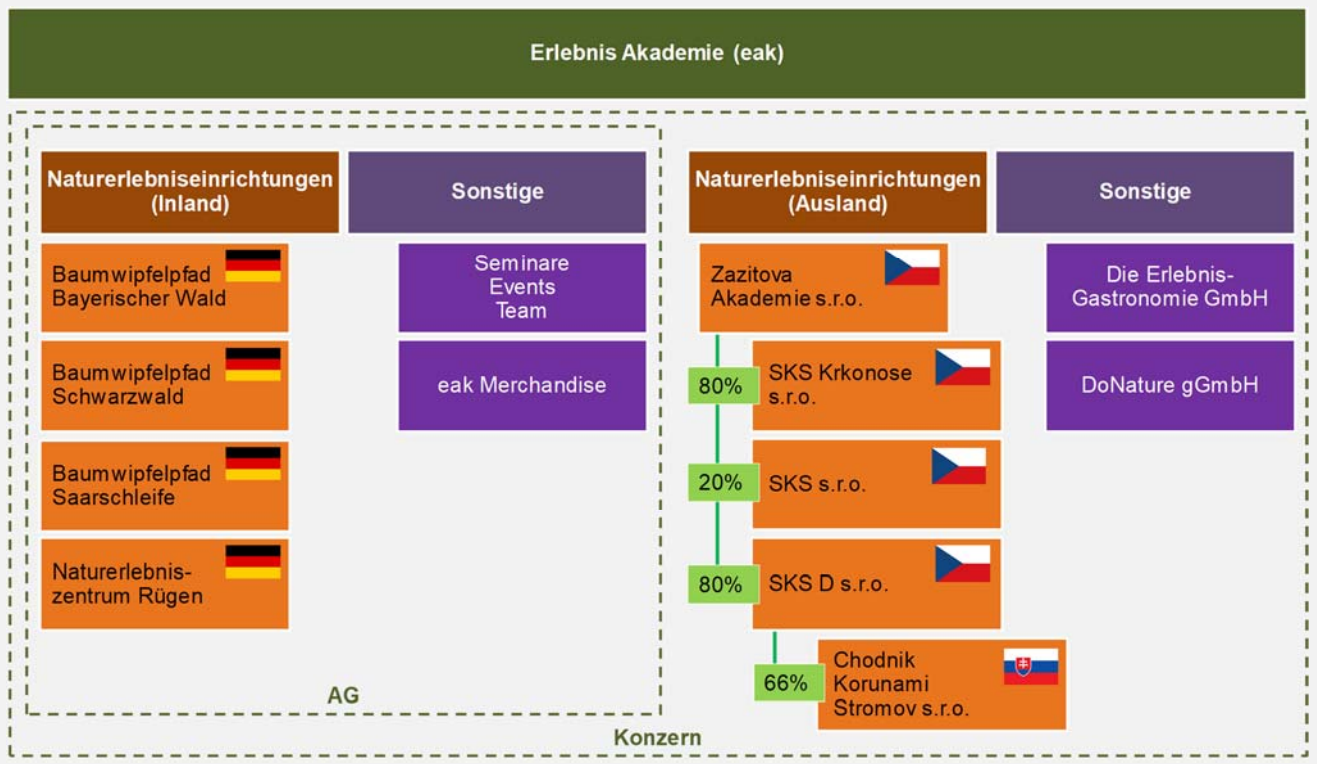 Erlebnis Akademie (eak)
Naturerlebniseinrichtungen
(Inland)
Sonstige
Baumwipfelpfad
Bayerischer Wald
Seminare
Events
Team
Baumwipfelpfad
Schwarzwald
eak Merchandise
Baumwipfelpfad
Saarschleife
Naturerlebnis-
zentrum Rügen
AG
Naturerlebniseinrichtungen
(Ausland)
Sonstige
Zazitova
Akademie s.r.o.
Die Erlebnis-
Gastronomie GmbH
80%
SKS Krkonose
s.r.o.
DoNature gGmbH
20%
SKS s.r.o.
80%
SKS D s.r.o.
66%
Chodnik
Korunami
Stromov s.r.o.
Konzern